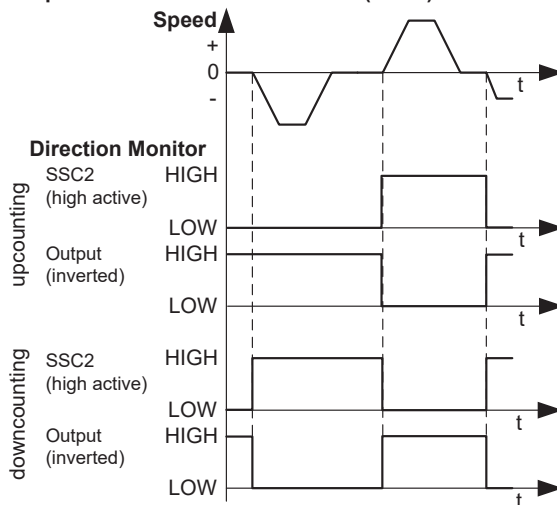 Speed
+
0
-
t
Direction Monitor
upcounting
SSC2
(high active)
HIGH
LOW
t
Output
(inverted)
HIGH
LOW
t
downcounting
SSC2
(high active)
HIGH
LOW
t
Output
(inverted)
HIGH
LOW
t